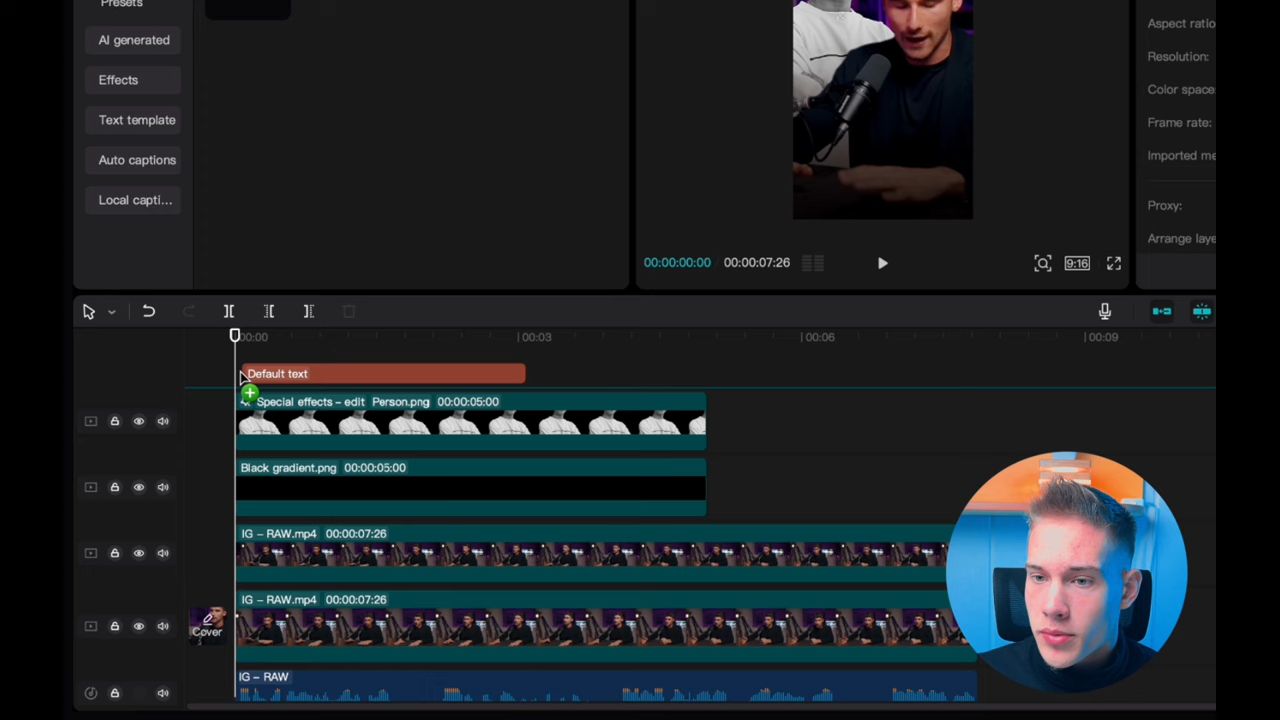 Presets
AI generated
Effects
Text template
Auto captions
Local capti...
Aspect ratio
Resolution:
Color space
Frame rate:
Imported me
Proxy:
Arrange laye
00:00:00:00 / 00:00:07:26
9:16
00:00 | 00:03 | 00:06 | 00:09
Default text
Special effects – edit Person.png 00:00:05:00
Black gradient.png 00:00:05:00
IG – RAW.mp4 00:00:07:26
IG – RAW.mp4 00:00:07:26
Cover
IG – RAW